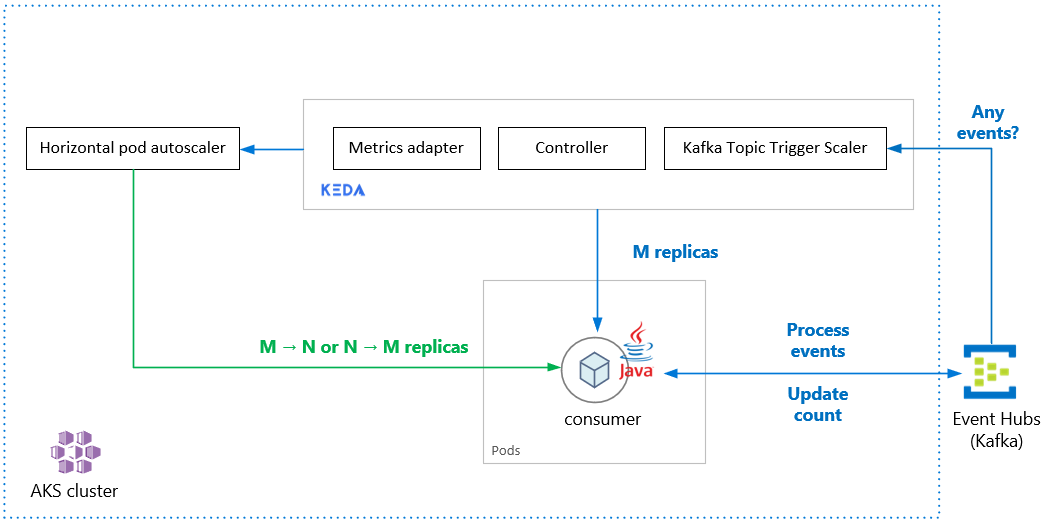 Any
events?
Horizontal pod autoscaler
Metrics adapter
Controller
Kafka Topic Trigger Scaler
KEDA
M replicas
M → N or N → M replicas
Process
events
Java
Update
count
consumer
Event Hubs
(Kafka)
Pods
AKS cluster